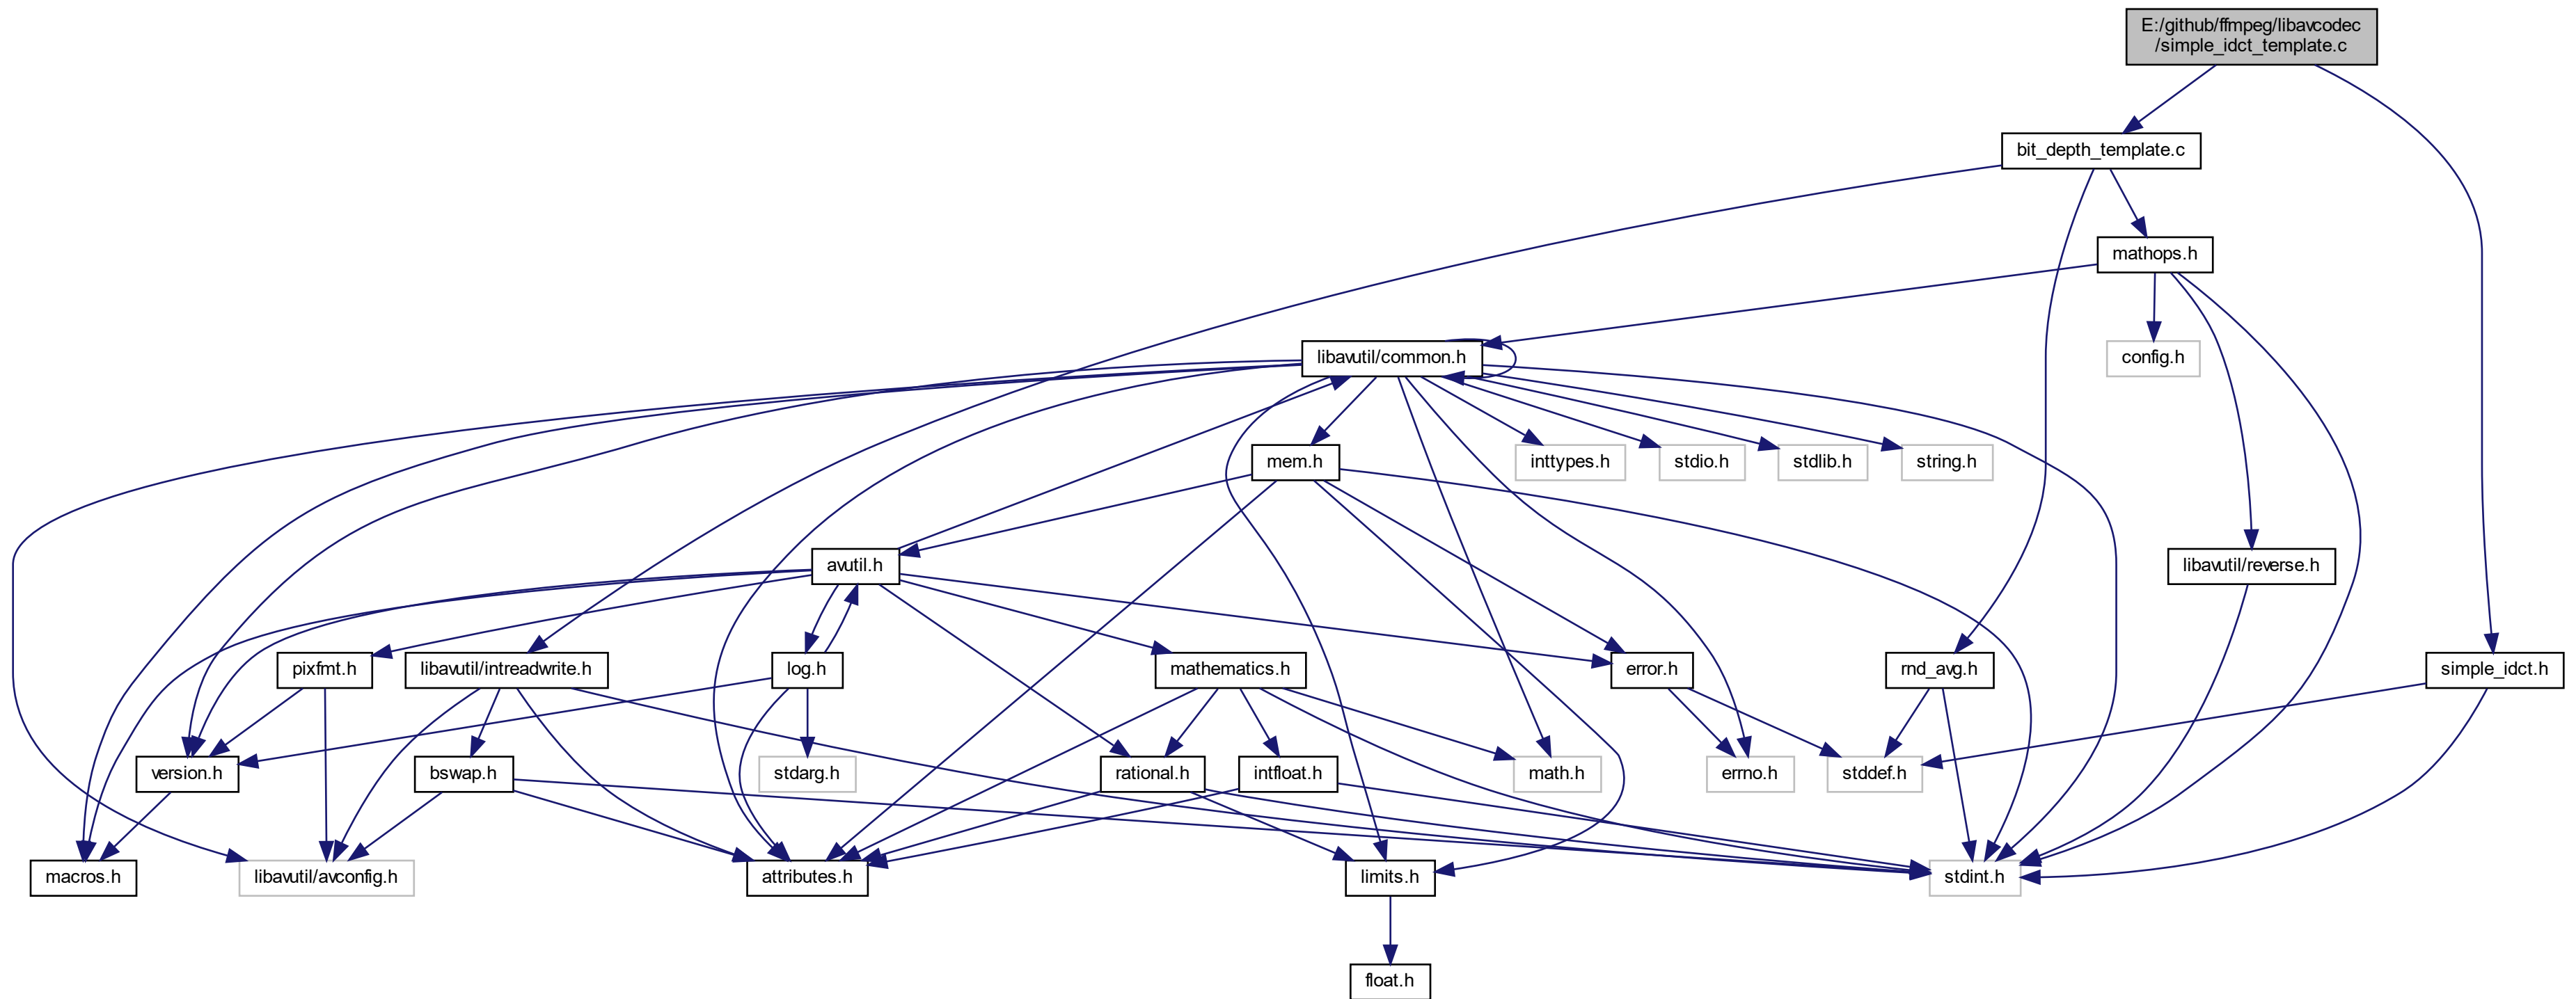 E:/github/ffmpeg/libavcodec
/simple_idct_template.c
bit_depth_template.c
mathops.h
libavutil/common.h
config.h
mem.h
inttypes.h
stdio.h
stdlib.h
string.h
avutil.h
libavutil/reverse.h
pixfmt.h
libavutil/intreadwrite.h
log.h
mathematics.h
error.h
rnd_avg.h
simple_idct.h
version.h
bswap.h
stdarg.h
rational.h
intfloat.h
math.h
errno.h
stddef.h
macros.h
libavutil/avconfig.h
attributes.h
limits.h
stdint.h
float.h